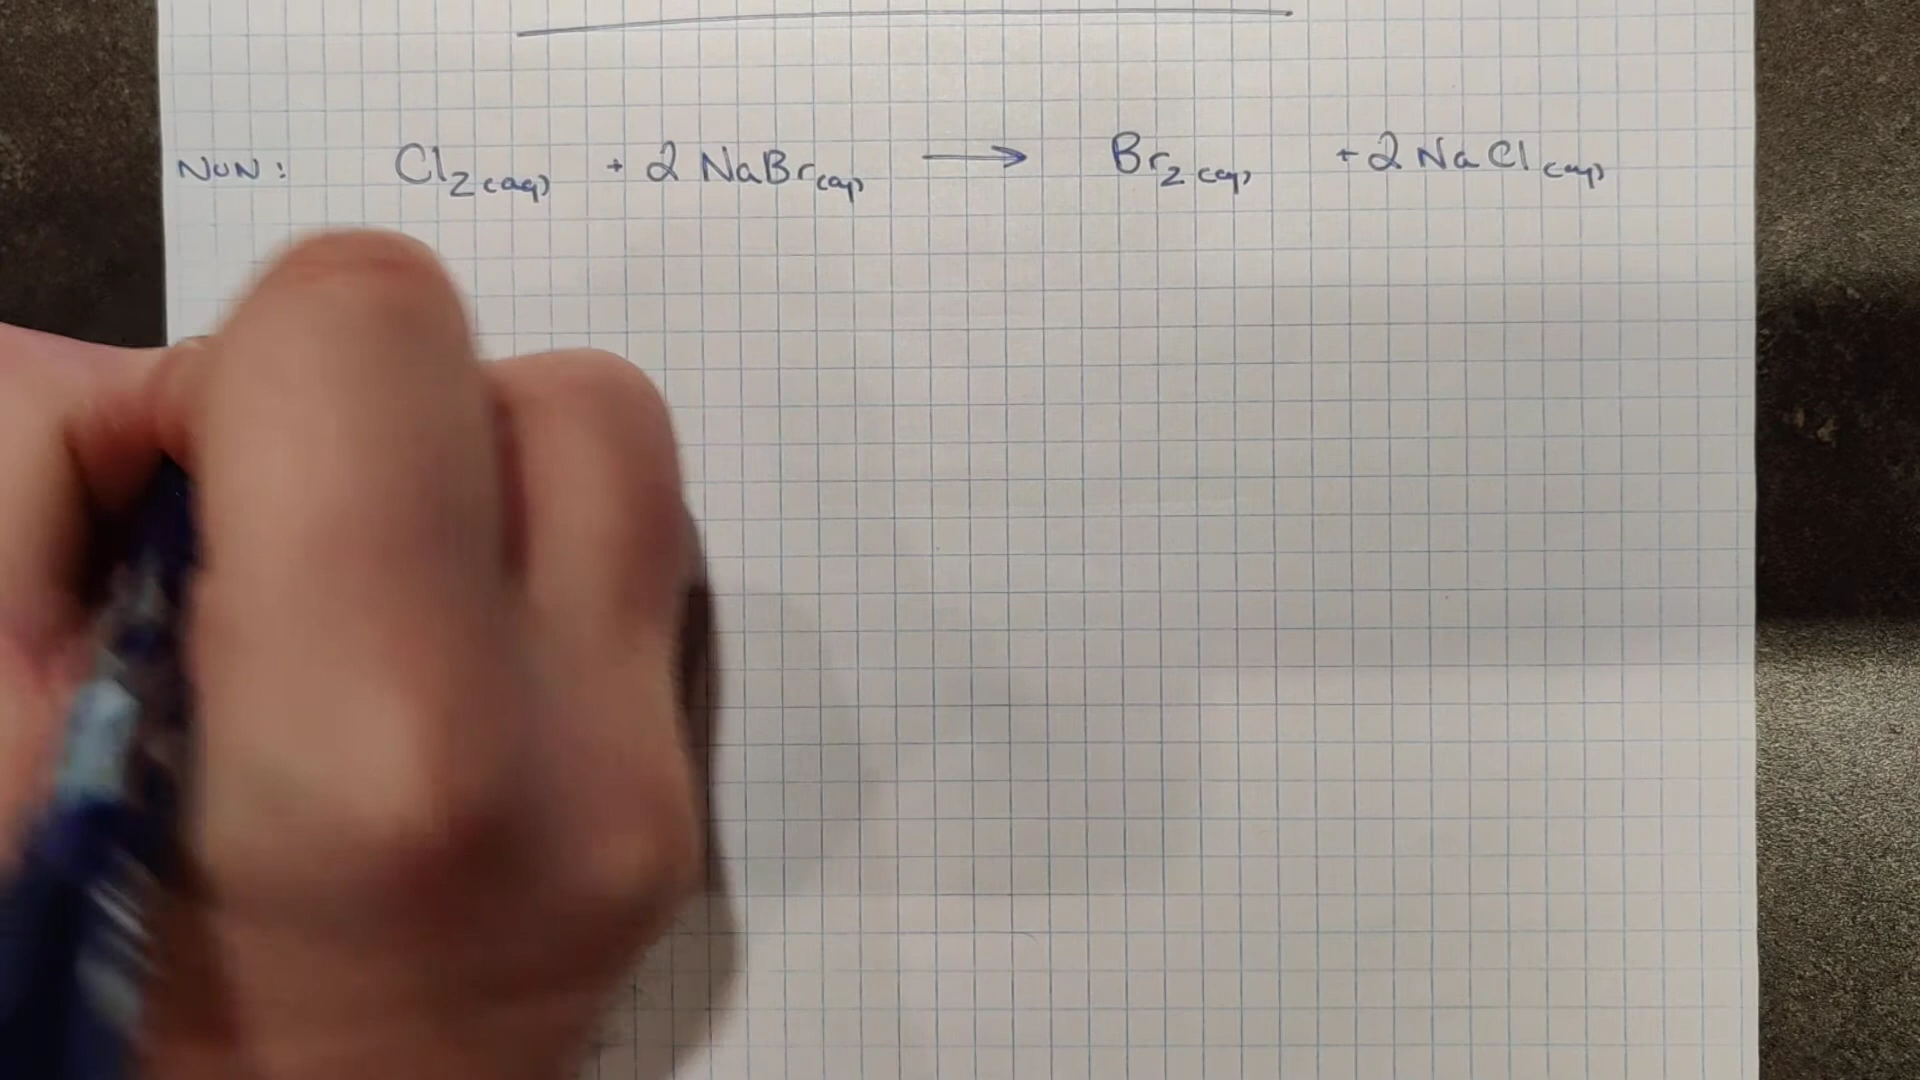 NUN: Cl2(aq) + 2 NaBr(aq) → Br2(aq) + 2 NaCl(aq)